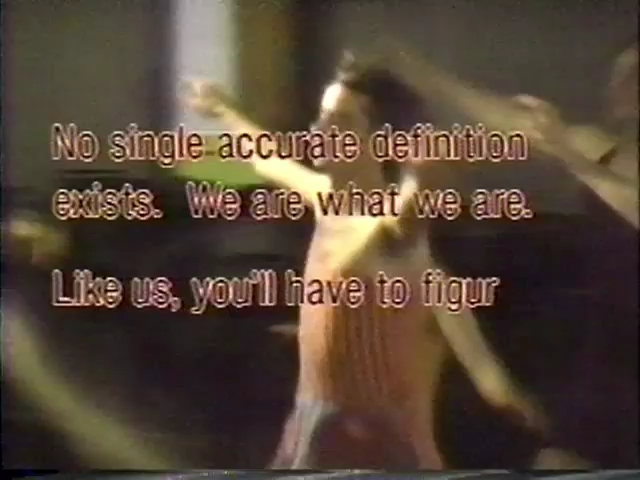 No single accurate definition
exists. We are what we are.
Like us, you'll have to figur